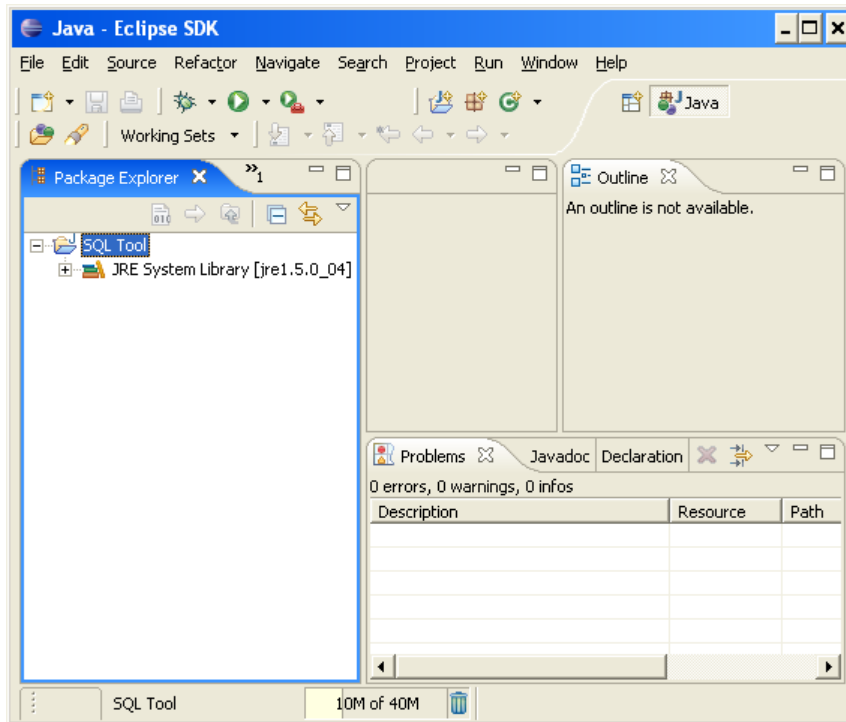 Java - Eclipse SDK
File Edit Source Refactor Navigate Search Project Run Window Help
Java
Working Sets
Package Explorer »1
Outline
An outline is not available.
SQL Tool
JRE System Library [jre1.5.0_04]
Problems Javadoc Declaration
0 errors, 0 warnings, 0 infos
Description Resource Path
SQL Tool 10M of 40M